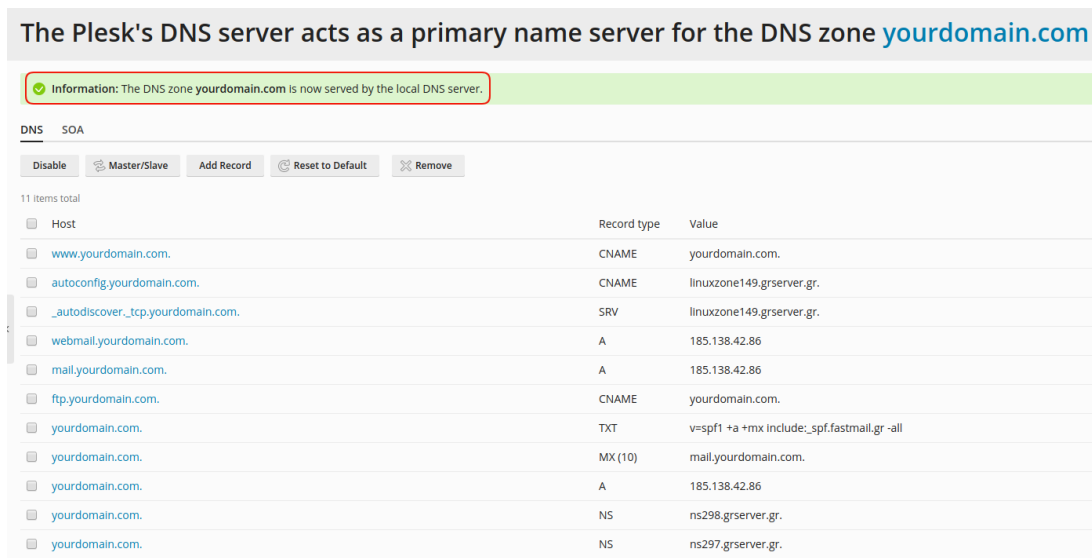 The Plesk's DNS server acts as a primary name server for the DNS zone yourdomain.com
Information: The DNS zone yourdomain.com is now served by the local DNS server.
DNS SOA
Disable Master/Slave Add Record Reset to Default Remove
11 items total
Host Record type Value
www.yourdomain.com. CNAME yourdomain.com.
autoconfig.yourdomain.com. CNAME linuxzone149.grserver.gr.
_autodiscover._tcp.yourdomain.com. SRV linuxzone149.grserver.gr.
webmail.yourdomain.com. A 185.138.42.86
mail.yourdomain.com. A 185.138.42.86
ftp.yourdomain.com. CNAME yourdomain.com.
yourdomain.com. TXT v=spf1 +a +mx include:_spf.fastmail.gr -all
yourdomain.com. MX (10) mail.yourdomain.com.
yourdomain.com. A 185.138.42.86
yourdomain.com. NS ns298.grserver.gr.
yourdomain.com. NS ns297.grserver.gr.